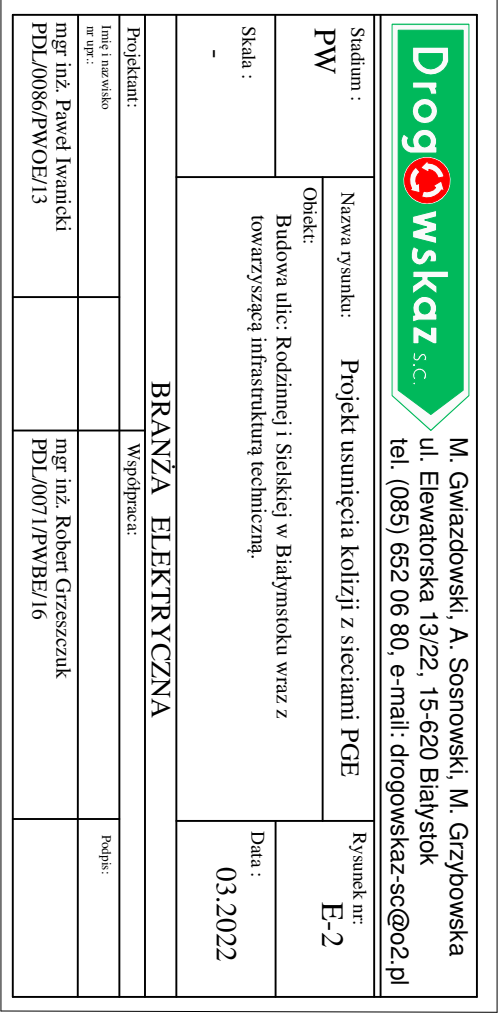 Drogowskaz s.c.
M. Gwiazdowski, A. Sosnowski, M. Grzybowska
ul. Elewatorska 13/22, 15-620 Białystok
tel. (085) 652 06 80, e-mail: drogowskaz-sc@o2.pl
Stadium :
PW
Nazwa rysunku: Projekt usunięcia kolizji z sieciami PGE
Rysunek nr:
E-2
Skala :
-
Obiekt:
Budowa ulic: Rodzinnej i Sielskiej w Białymstoku wraz z
towarzyszącą infrastrukturą techniczną.
Data :
03.2022
BRANŻA ELEKTRYCZNA
Projektant:
Współpraca:
Imię i nazwisko
nr upr.:
Podpis:
mgr inż. Paweł Iwanicki
PDL/0086/PWOE/13
mgr inż. Robert Grzeszczuk
PDL/0071/PWBE/16